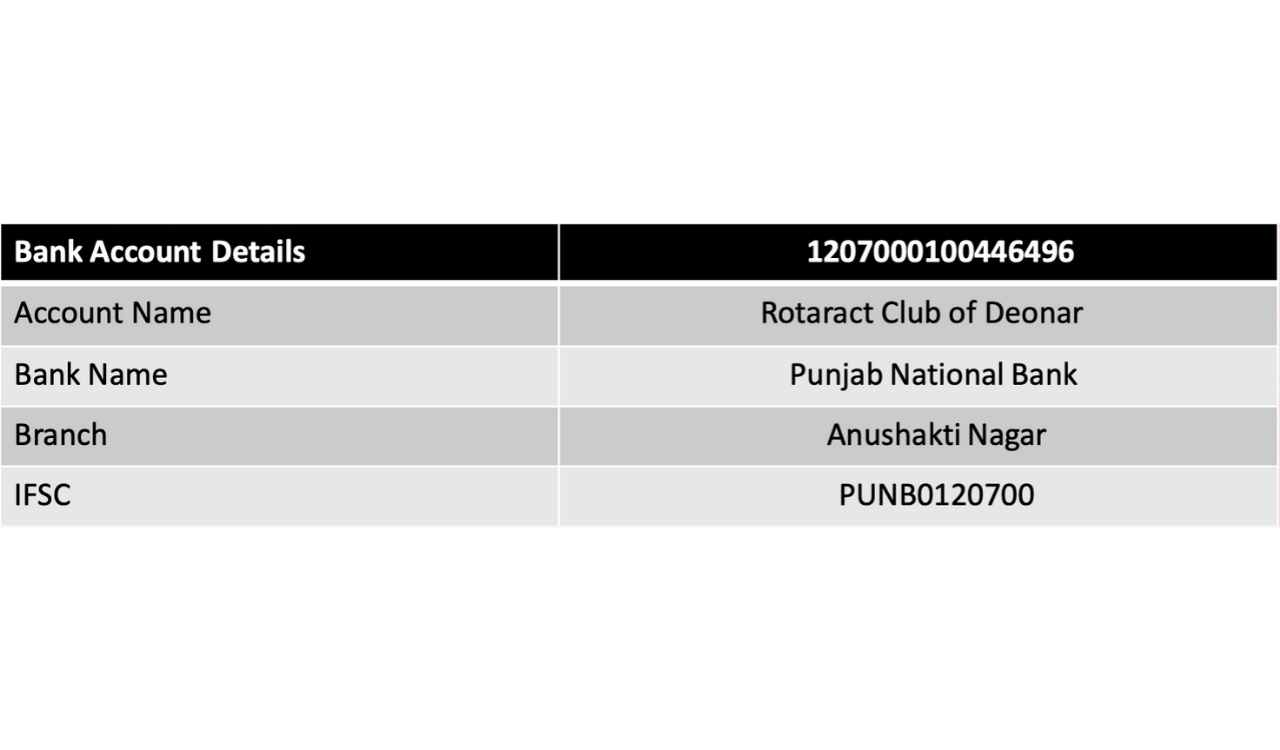 Bank Account Details 1207000100446496
Account Name Rotaract Club of Deonar
Bank Name Punjab National Bank
Branch Anushakti Nagar
IFSC PUNB0120700